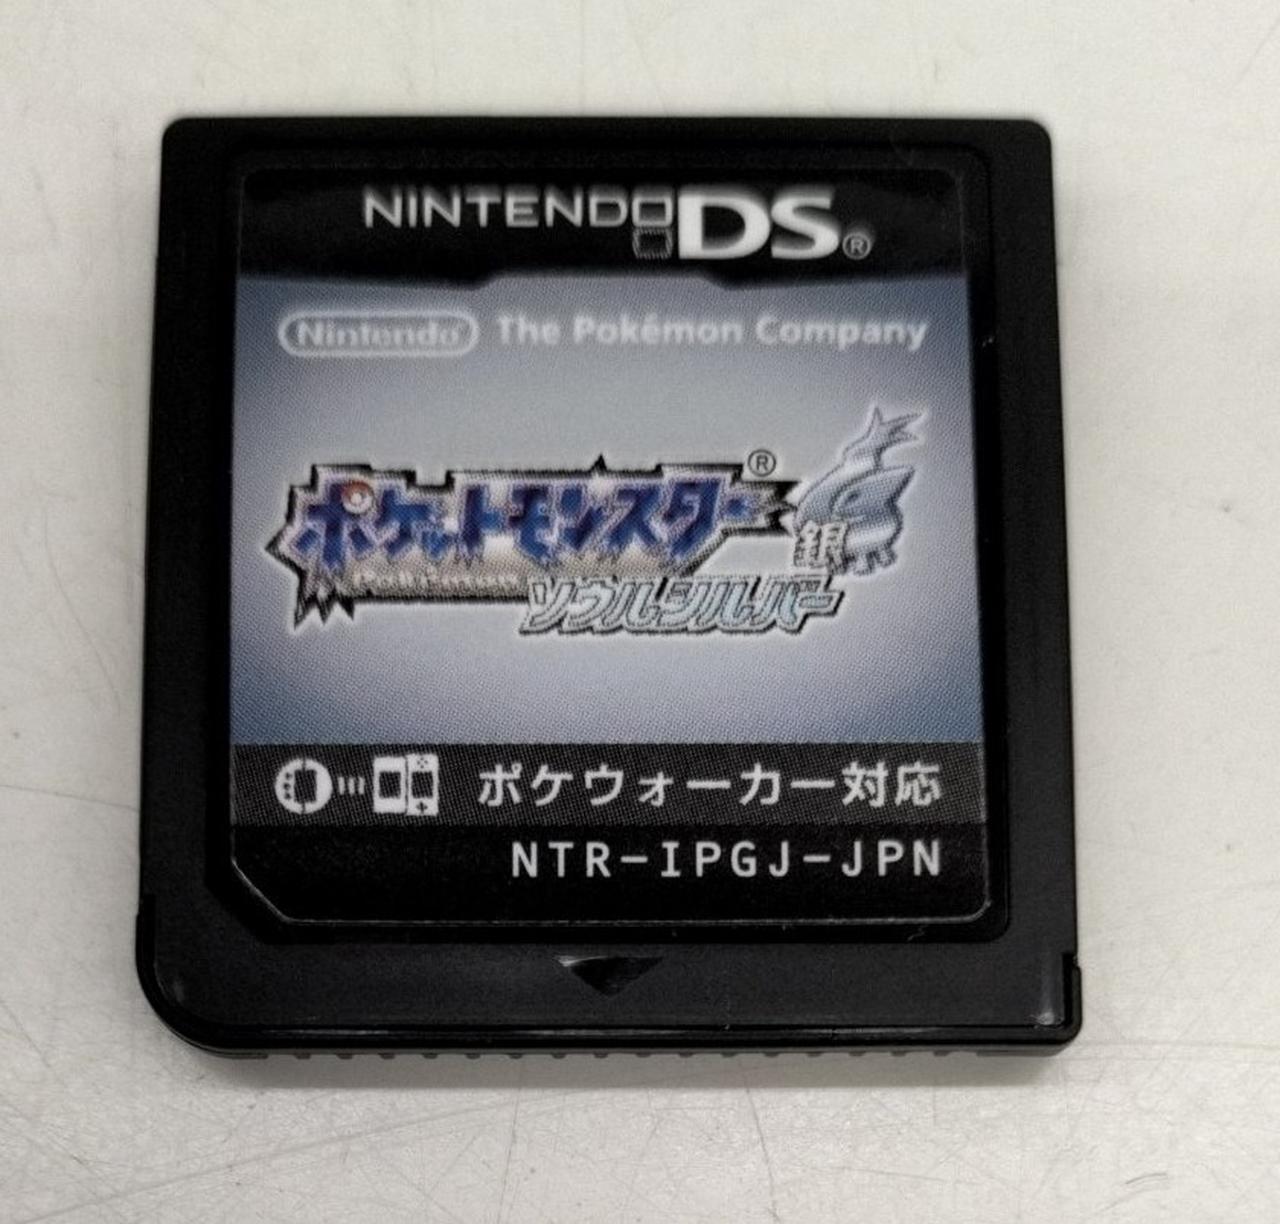 NINTENDO DS®
Nintendo The Pokémon Company
ポケットモンスター®
銀
ソウルシルバー
ポケウォーカー対応
NTR-IPGJ-JPN